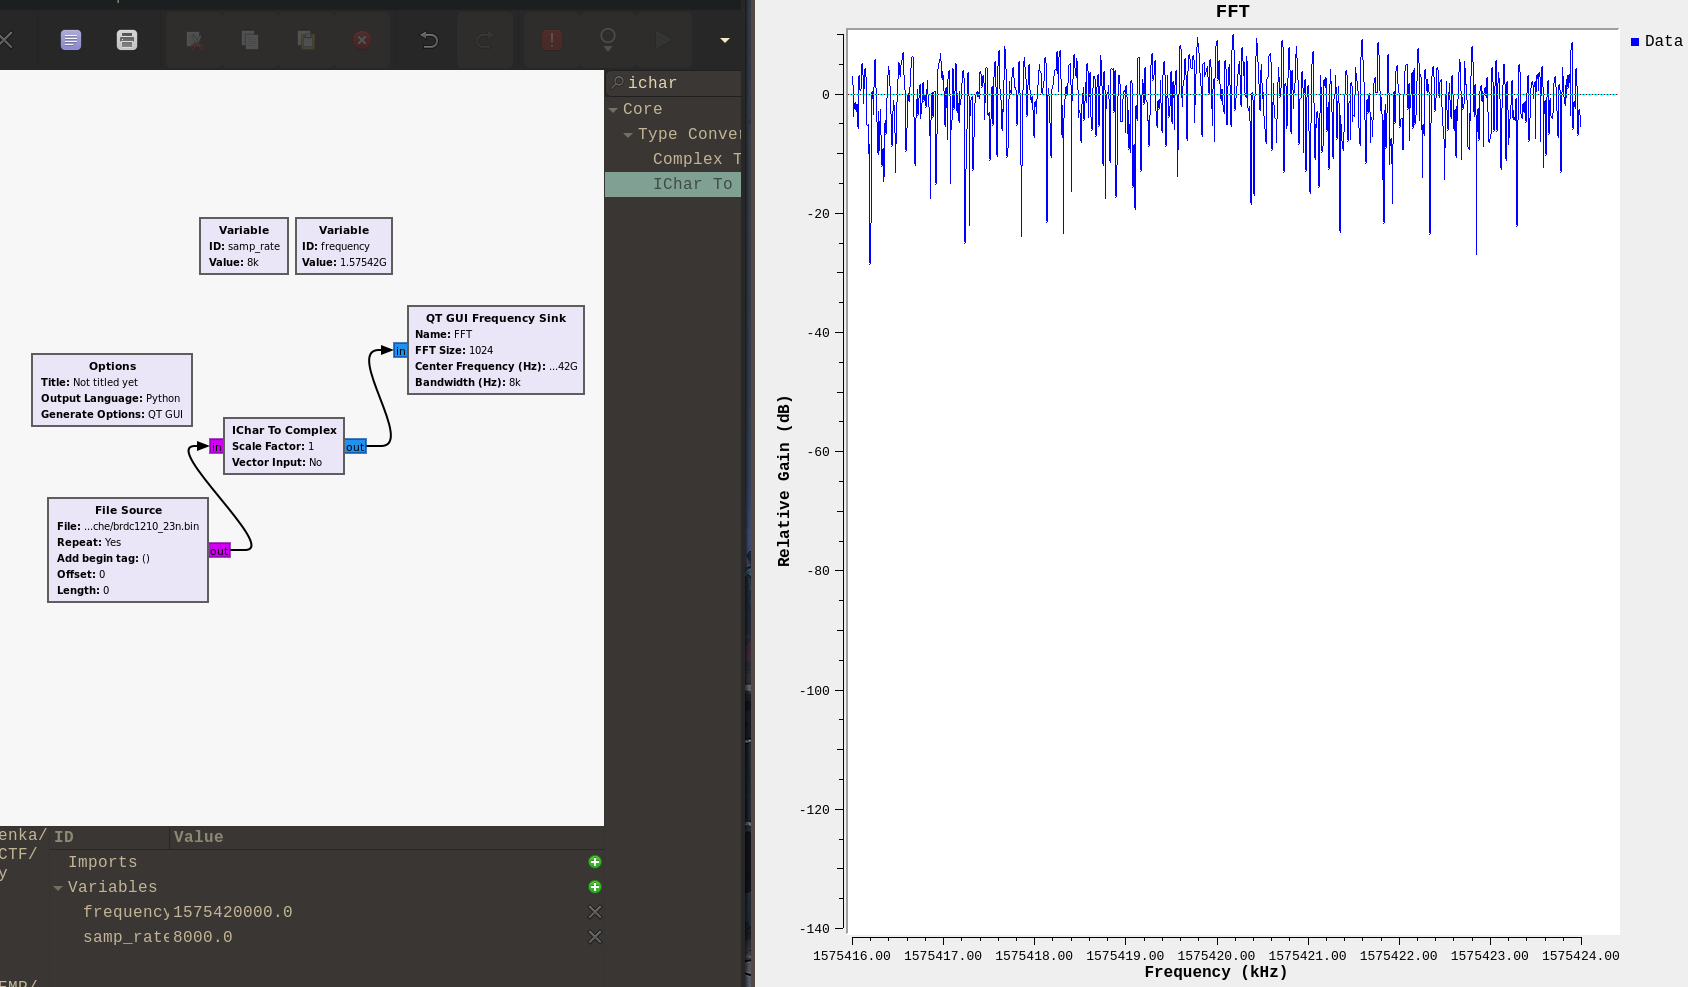 Variable
ID: samp_rate
Value: 8k
Variable
ID: frequency
Value: 1.57542G
QT GUI Frequency Sink
Name: FFT
FFT Size: 1024
Center Frequency (Hz): ...42G
Bandwidth (Hz): 8k
in
Options
Title: Not titled yet
Output Language: Python
Generate Options: QT GUI
IChar To Complex
Scale Factor: 1
Vector Input: No
in
out
File Source
File: ...che/brdc1210_23n.bin
Repeat: Yes
Add begin tag: ()
Offset: 0
Length: 0
out
ichar
Core
Type Conver
Complex T
IChar To
enka/
CTF/
y
ID Value
Imports
Variables
frequency 1575420000.0
samp_rate 8000.0
FFT
Data
0
-20
-40
-60
-80
-100
-120
-140
Relative Gain (dB)
1575416.00 1575417.00 1575418.00 1575419.00 1575420.00 1575421.00 1575422.00 1575423.00 1575424.00
Frequency (kHz)